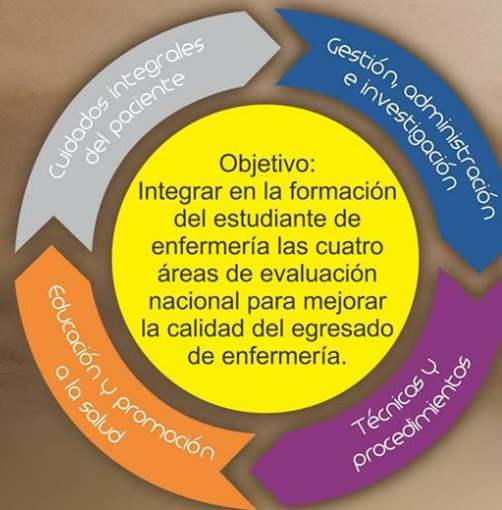 Cuidados integrales
del paciente
Gestión, administración
e investigación
Objetivo:
Integrar en la formación
del estudiante de
enfermería las cuatro
áreas de evaluación
nacional para mejorar
la calidad del egresado
de enfermería.
Educación y promoción
a la salud
Técnicas y
procedimientos